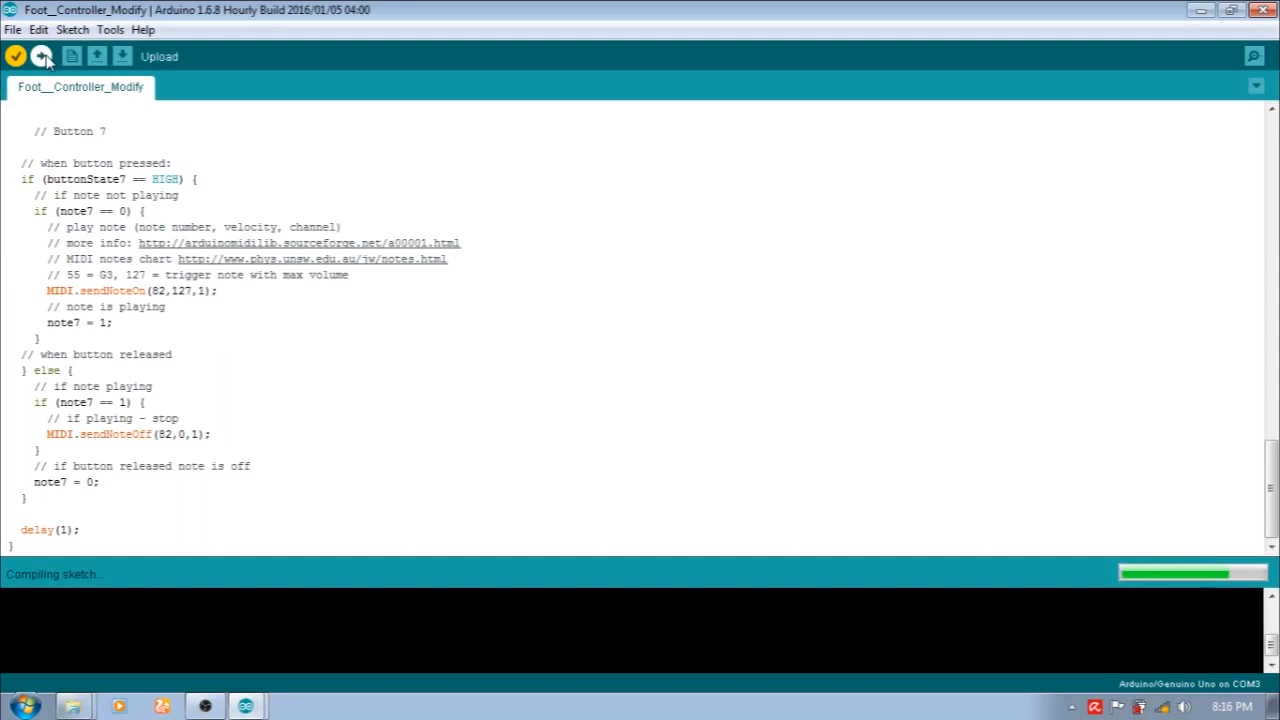 Foot__Controller_Modify | Arduino 1.6.8 Hourly Build 2016/01/05 04:00
File Edit Sketch Tools Help
Upload
Foot__Controller_Modify
// Button 7
// when button pressed:
if (buttonState7 == HIGH) {
// if note not playing
if (note7 == 0) {
// play note (note number, velocity, channel)
// more info: http://arduinomidilib.sourceforge.net/a00001.html
// MIDI notes chart http://www.phys.unsw.edu.au/jw/notes.html
// 55 = G3, 127 = trigger note with max volume
MIDI.sendNoteOn(82,127,1);
// note is playing
note7 = 1;
}
// when button released
} else {
// if note playing
if (note7 == 1) {
// if playing - stop
MIDI.sendNoteOff(82,0,1);
}
// if button released note is off
note7 = 0;
}
delay(1);
}
Compiling sketch...
Arduino/Genuino Uno on COM3
8:16 PM